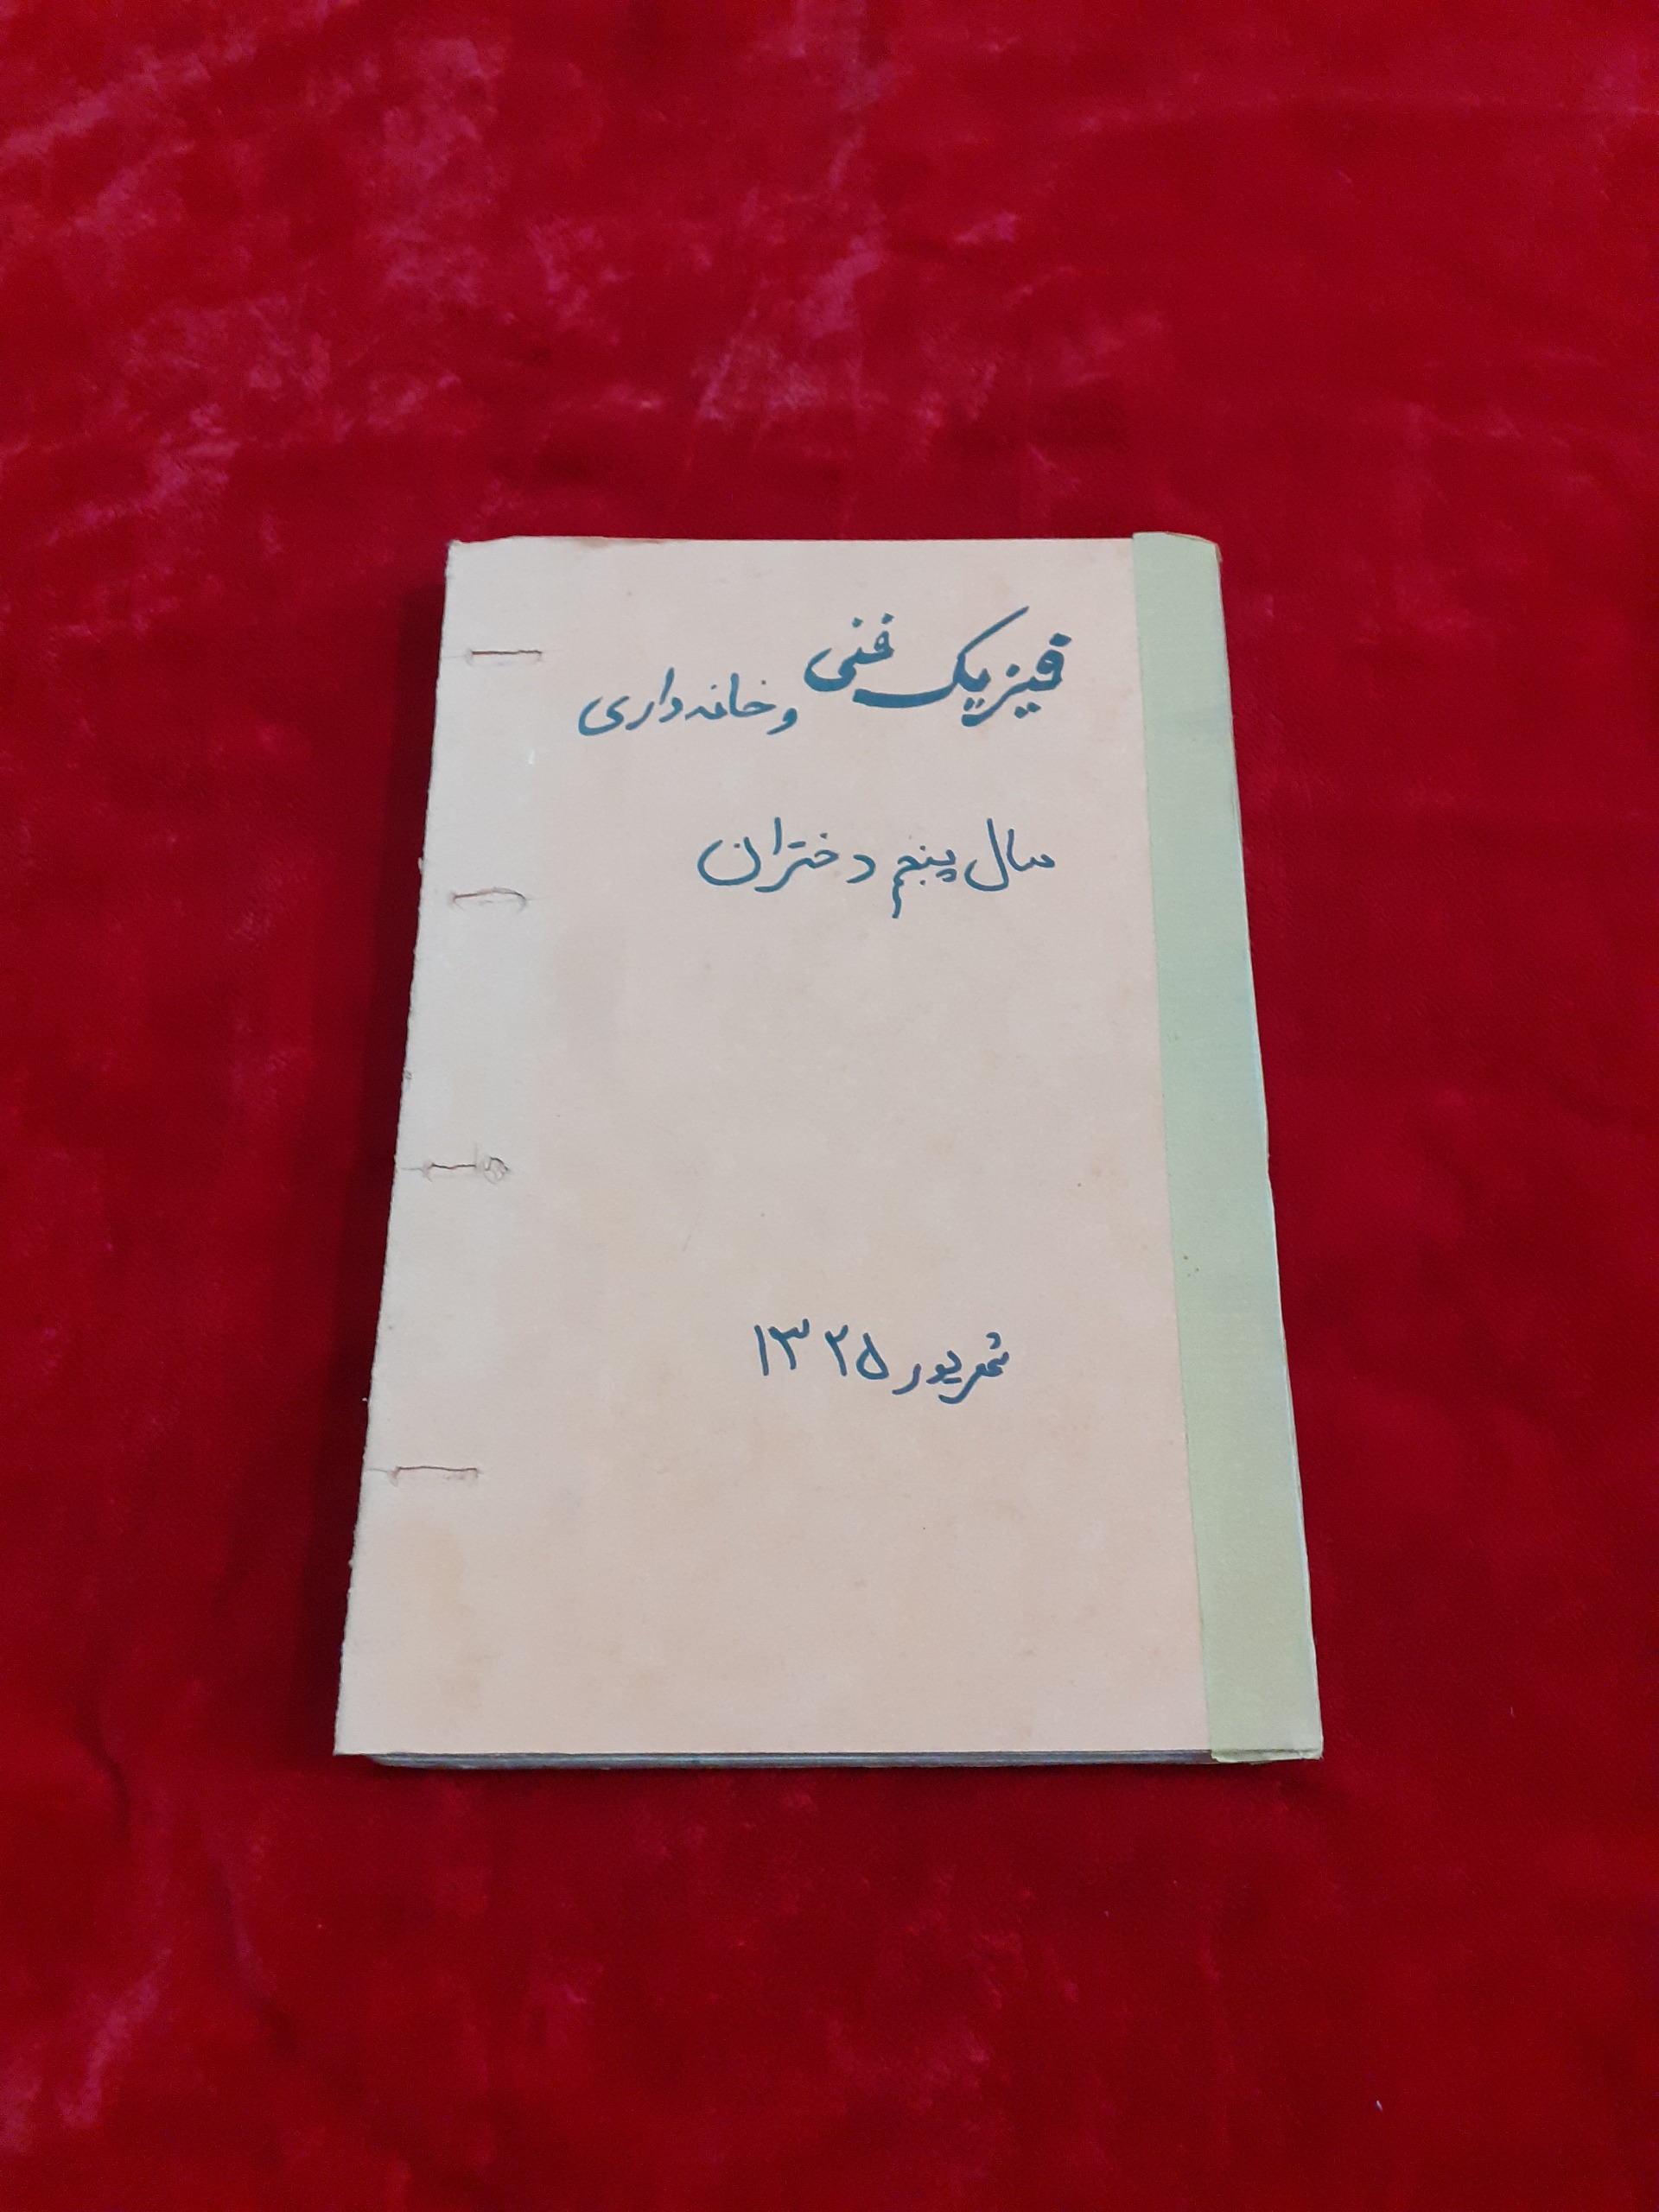 فیزیک فنی و خانه‌داری
سال پنجم دختران
شهریور ۱۳۲۵